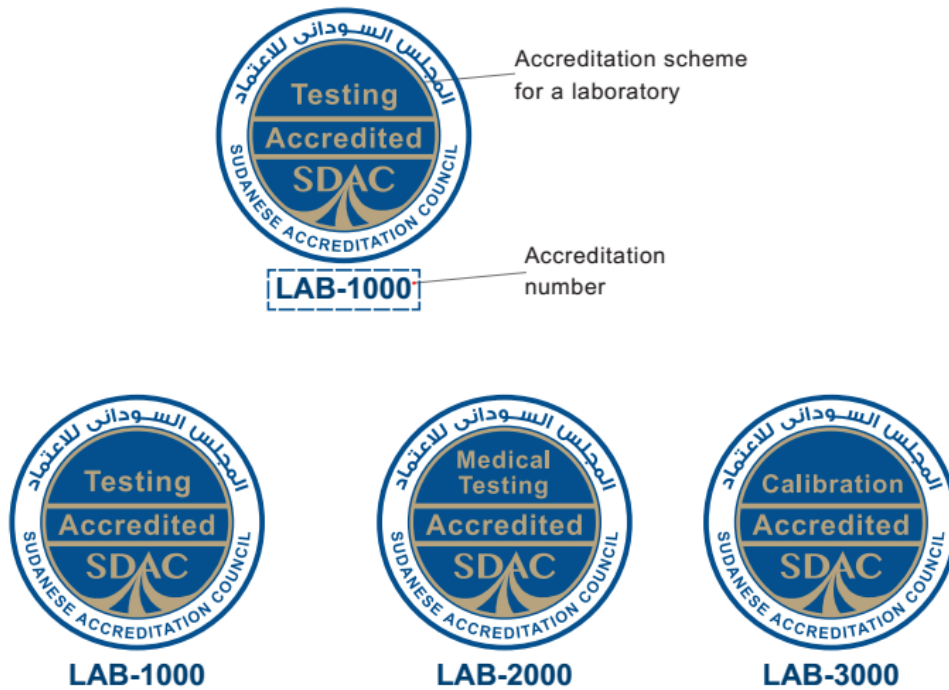 المجلس السوداني للاعتماد
Testing
Accredited
SDAC
SUDANESE ACCREDITATION COUNCIL
Accreditation scheme
for a laboratory
LAB-1000
Accreditation
number
المجلس السوداني للاعتماد
Testing
Accredited
SDAC
SUDANESE ACCREDITATION COUNCIL
LAB-1000
المجلس السوداني للاعتماد
Medical
Testing
Accredited
SDAC
SUDANESE ACCREDITATION COUNCIL
LAB-2000
المجلس السوداني للاعتماد
Calibration
Accredited
SDAC
SUDANESE ACCREDITATION COUNCIL
LAB-3000